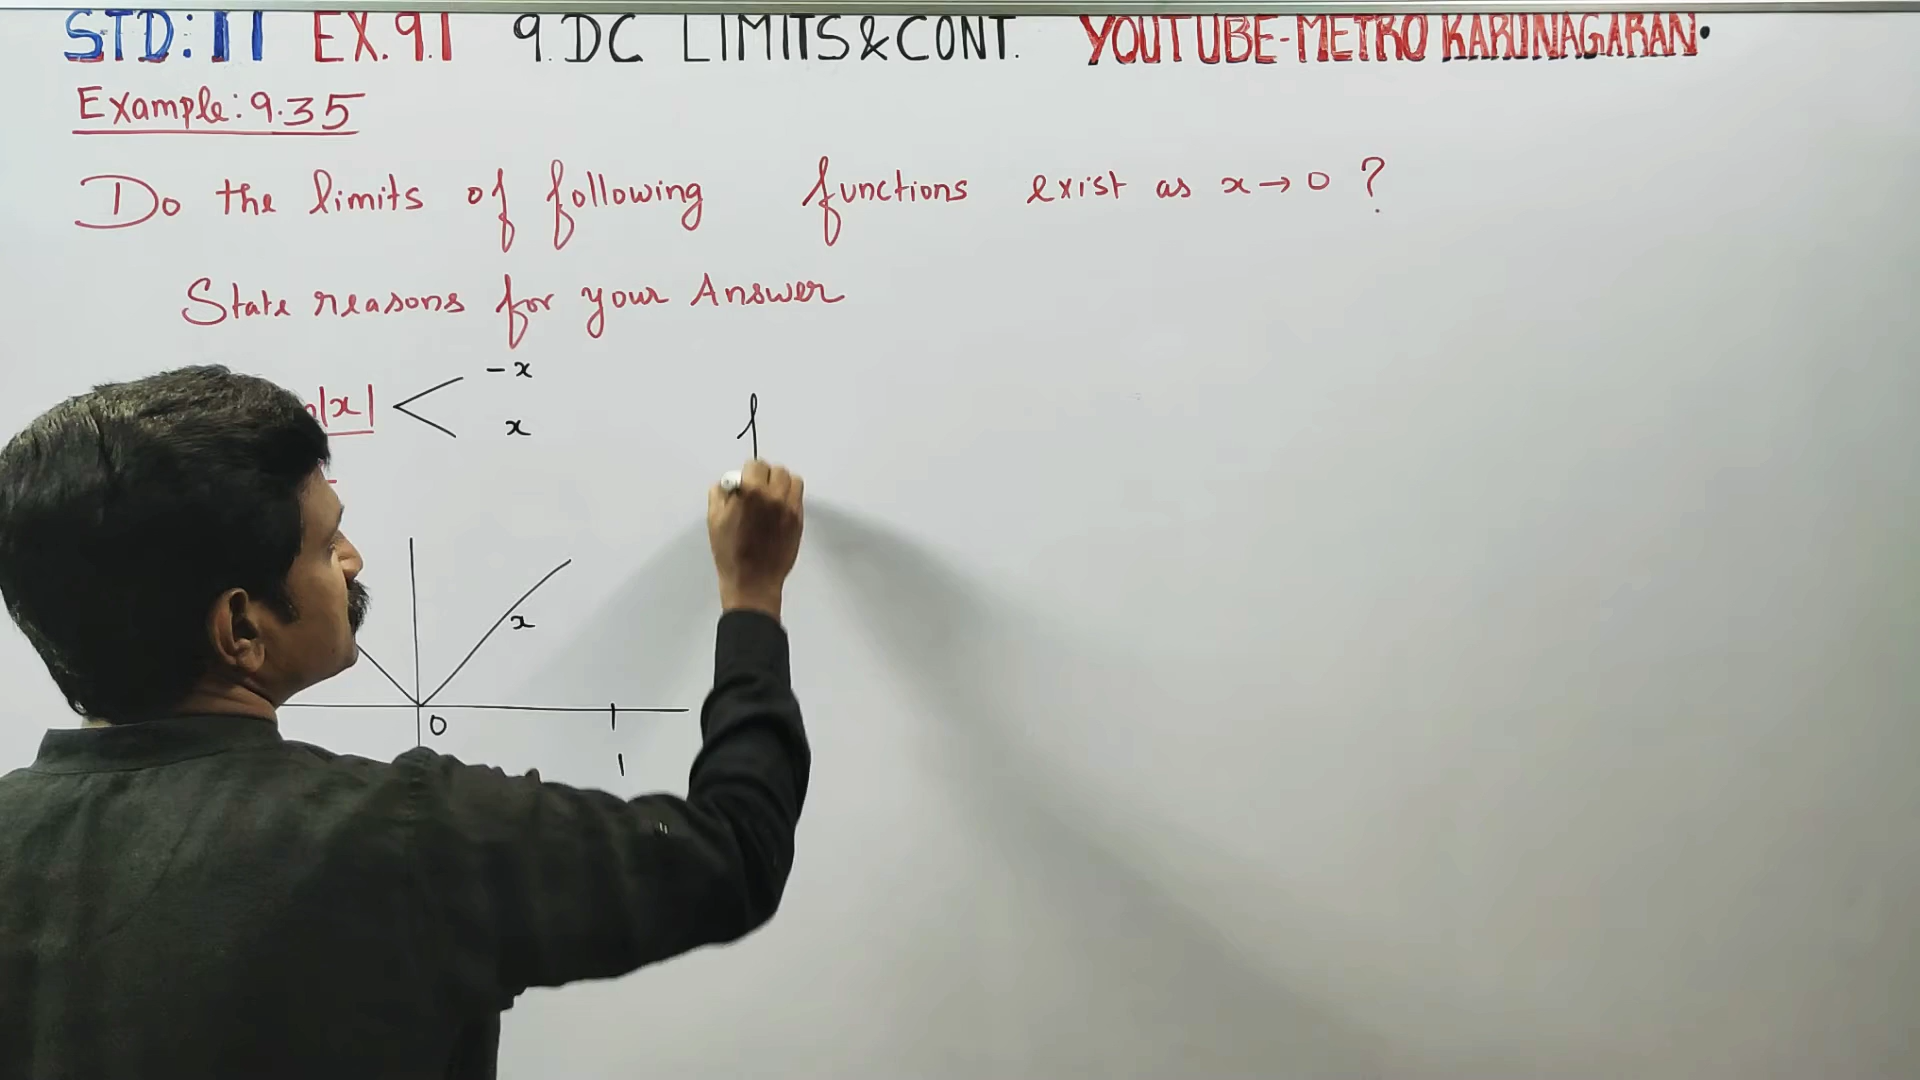 STD: 11 EX.9.1 9.DC LIMITS & CONT. YOUTUBE-METRO KARUNAGARAN.
Example: 9.35
Do the limits of following functions exist as x → 0 ?
State reasons for your Answer
|x| < -x
x
f
x
0
1